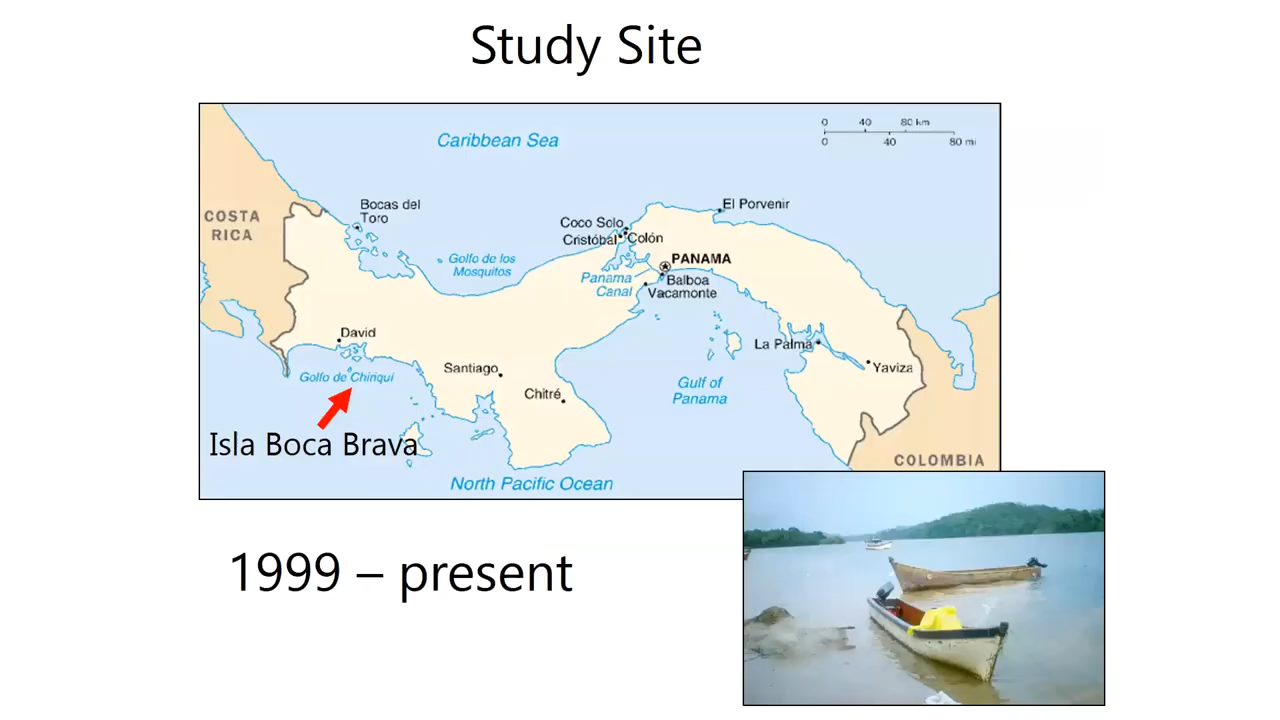 Study Site
Caribbean Sea
0 40 80 km
0 40 80 mi
COSTA
RICA
Bocas del
Toro
El Porvenir
Coco Solo
Cristóbal
Colón
Golfo de los
Mosquitos
PANAMA
Panama
Canal
Balboa
Vacamonte
David
La Palma
Santiago
Yaviza
Golfo de Chiriquí
Gulf of
Panama
Chitré
Isla Boca Brava
COLOMBIA
North Pacific Ocean
1999 – present